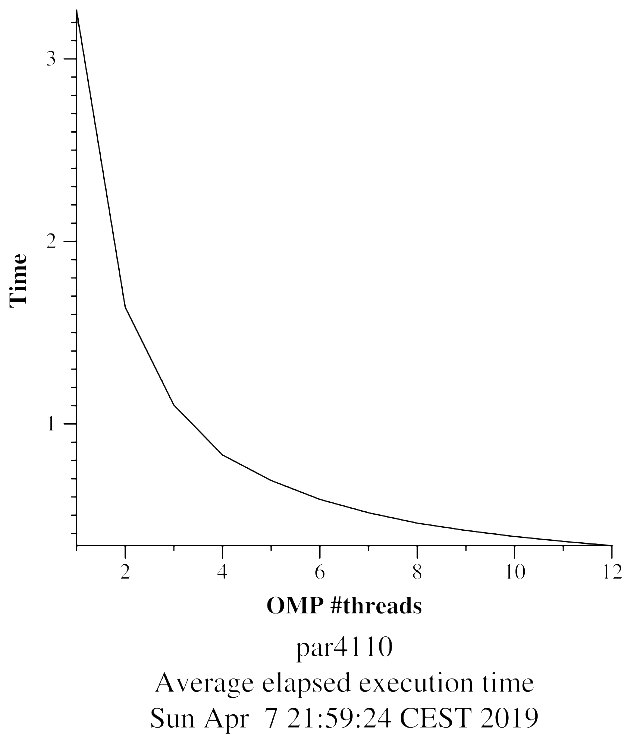 3
2
1
Time
2
4
6
8
10
12
OMP #threads
par4110
Average elapsed execution time
Sun Apr  7 21:59:24 CEST 2019